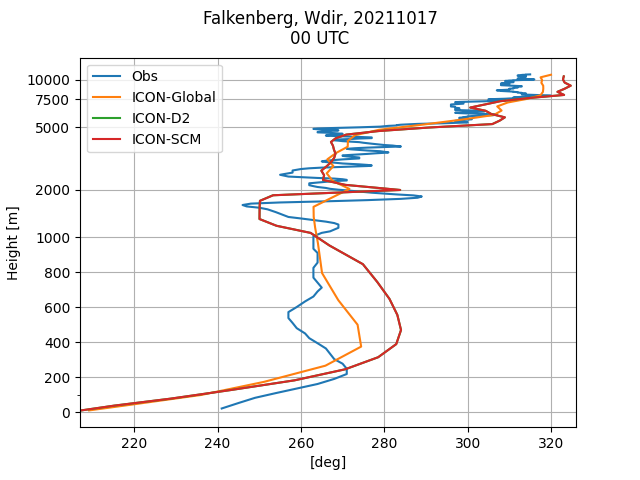 Falkenberg, Wdir, 20211017
00 UTC
Obs
ICON-Global
ICON-D2
ICON-SCM
Height [m]
10000
7500
5000
2000
1000
800
600
400
200
0
220
240
260
280
300
320
[deg]